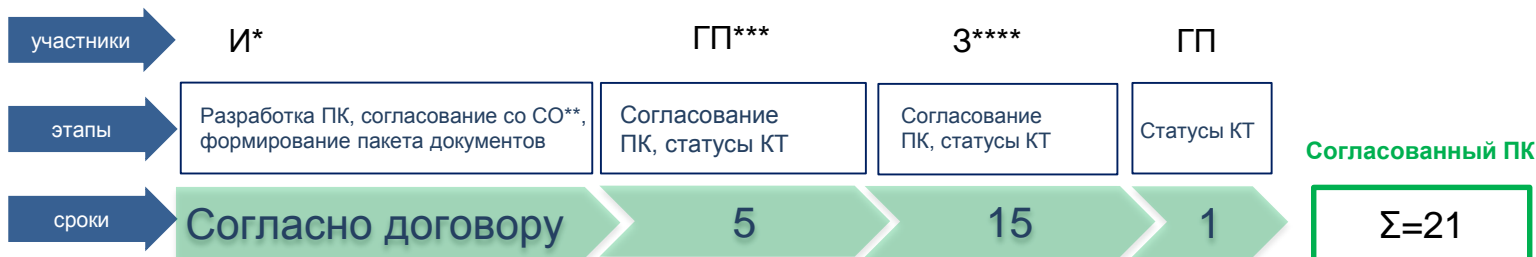 участники
И*
ГП***
З****
ГП
этапы
Разработка ПК, согласование со СО**,
формирование пакета документов
Согласование
ПК, статусы КТ
Согласование
ПК, статусы КТ
Статусы КТ
Согласованный ПК
сроки
Согласно договору
5
15
1
Σ=21